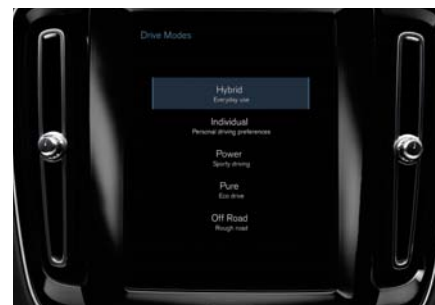 Drive Modes
Hybrid
Everyday use
Individual
Personal driving preferences
Power
Sporty driving
Pure
Eco drive
Off Road
Rough road